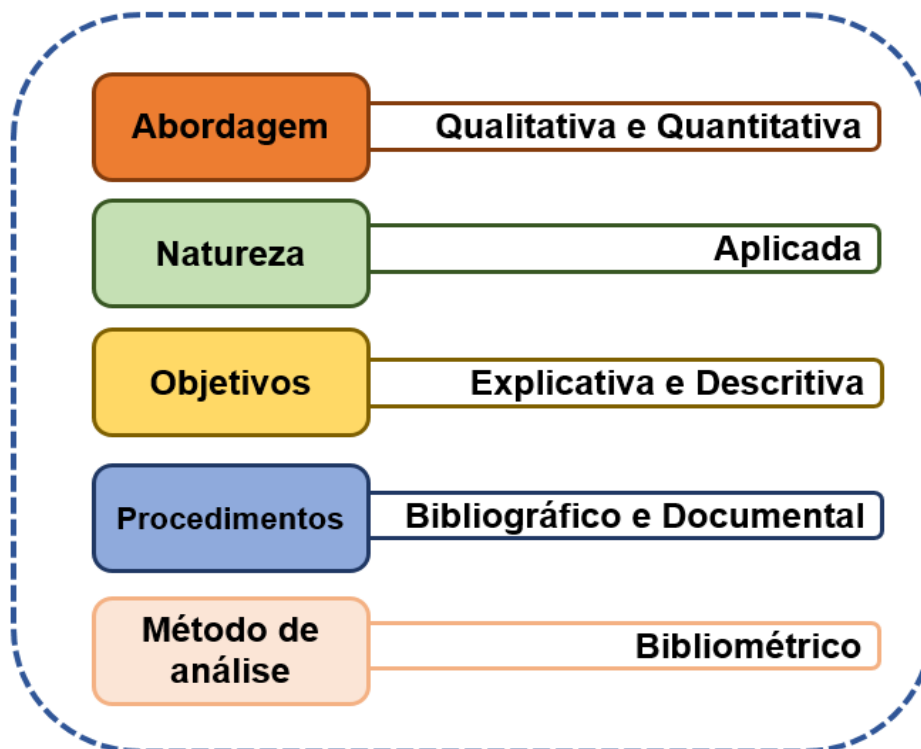 Abordagem
Qualitativa e Quantitativa
Natureza
Aplicada
Objetivos
Explicativa e Descritiva
Procedimentos
Bibliográfico e Documental
Método de
análise
Bibliométrico